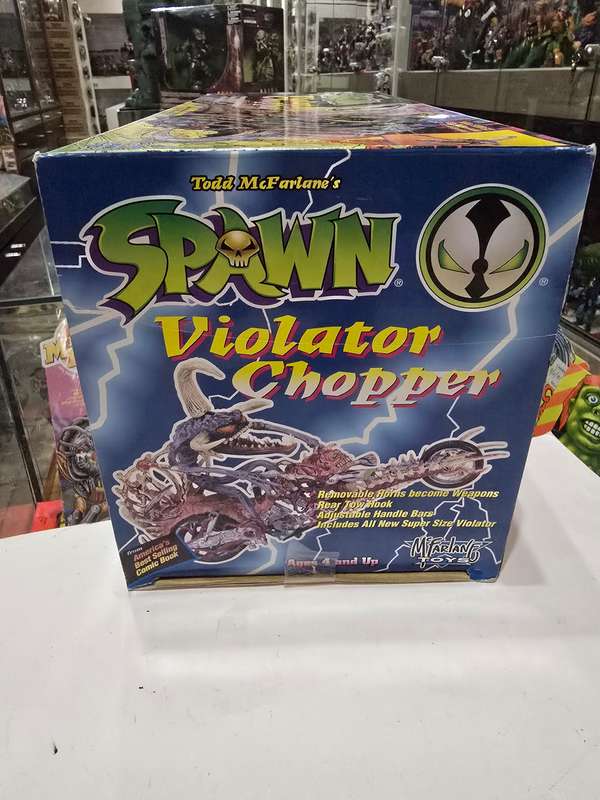 Todd McFarlane's
SPAWN®
®
Violator
Chopper
Removable Horns become Weapons
Rear Tow Hook
Adjustable Handle Bars
Includes All New Super Size Violator
from
America's
Best Selling
Comic Book
Ages 4 and Up
McFarlane
TOYS